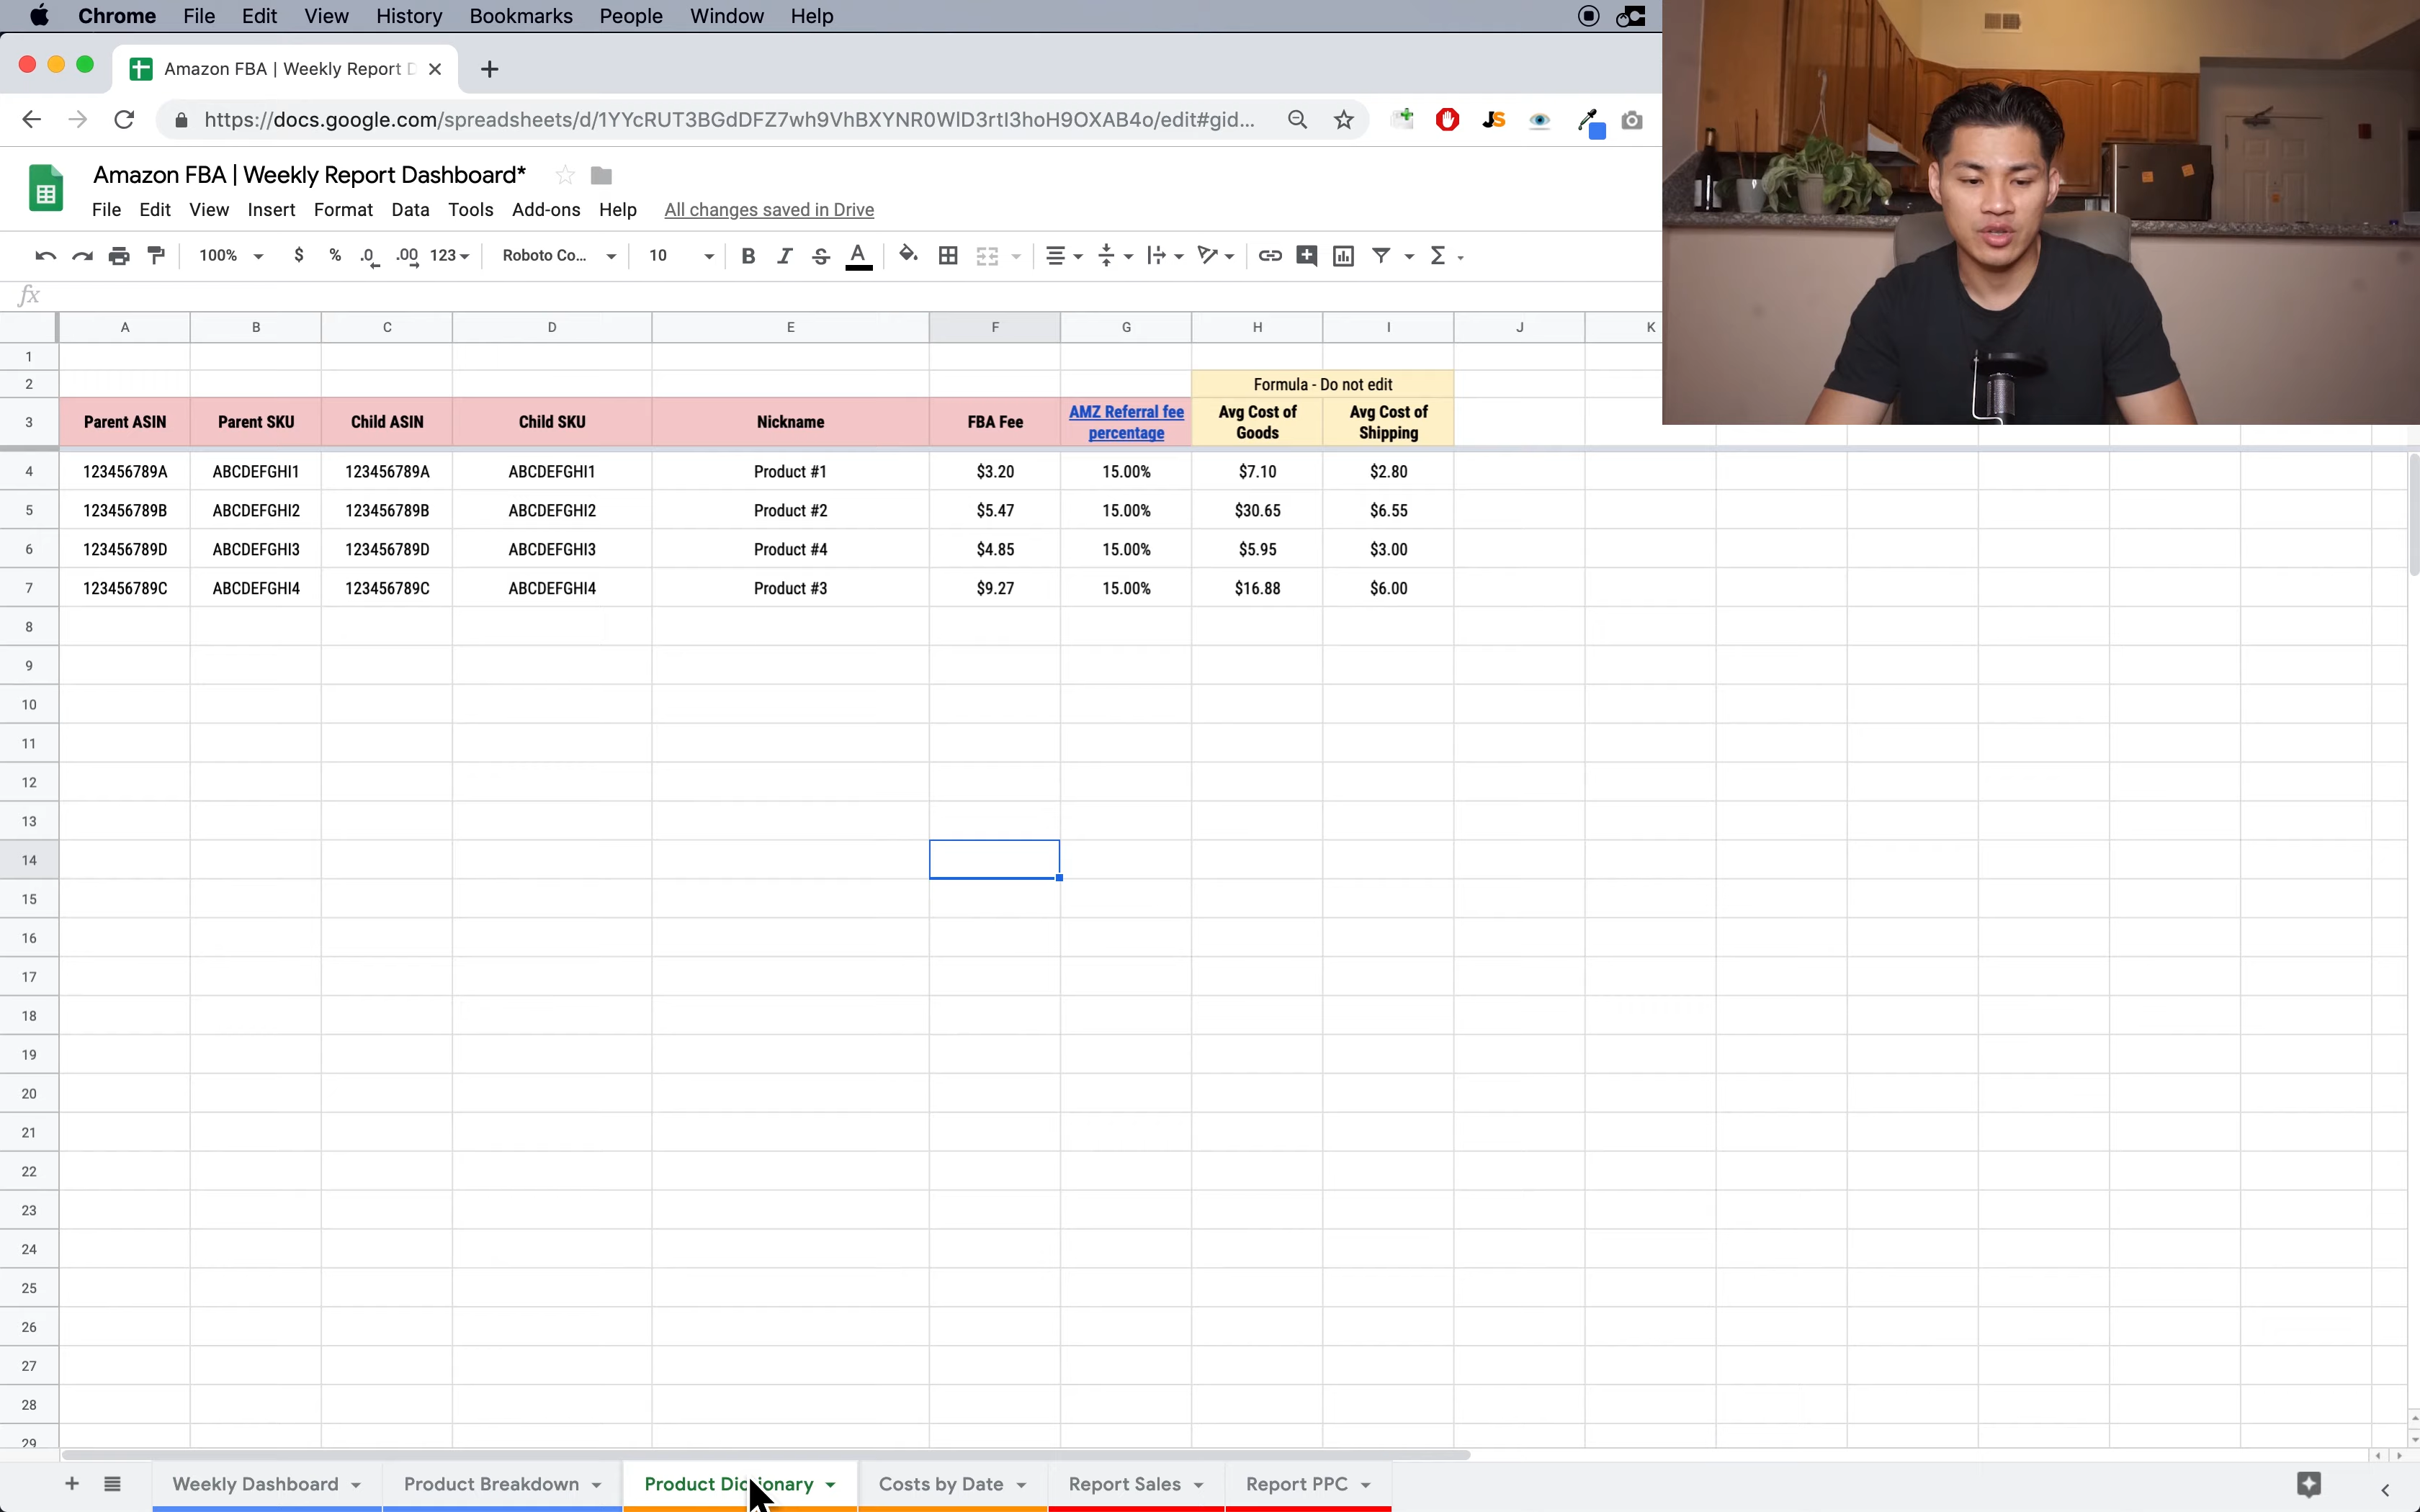 Chrome File Edit View History Bookmarks People Window Help
Amazon FBA | Weekly Report D
https://docs.google.com/spreadsheets/d/1YYcRUT3BGdDFZ7wh9VhBXYNR0WlD3rtI3hoH9OXAB4o/edit#gid...
JS
Amazon FBA | Weekly Report Dashboard*
File Edit View Insert Format Data Tools Add-ons Help All changes saved in Drive
100% $ % .0 .00 123 Roboto Co... 10 B I S A Σ
fx
A B C D E F G H I J K
1
2 Formula - Do not edit
3 Parent ASIN Parent SKU Child ASIN Child SKU Nickname FBA Fee AMZ Referral fee percentage Avg Cost of Goods Avg Cost of Shipping
4 123456789A ABCDEFGHI1 123456789A ABCDEFGHI1 Product #1 $3.20 15.00% $7.10 $2.80
5 123456789B ABCDEFGHI2 123456789B ABCDEFGHI2 Product #2 $5.47 15.00% $30.65 $6.55
6 123456789D ABCDEFGHI3 123456789D ABCDEFGHI3 Product #4 $4.85 15.00% $5.95 $3.00
7 123456789C ABCDEFGHI4 123456789C ABCDEFGHI4 Product #3 $9.27 15.00% $16.88 $6.00
8
9
10
11
12
13
14
15
16
17
18
19
20
21
22
23
24
25
26
27
28
29
Weekly Dashboard Product Breakdown Product Dictionary Costs by Date Report Sales Report PPC